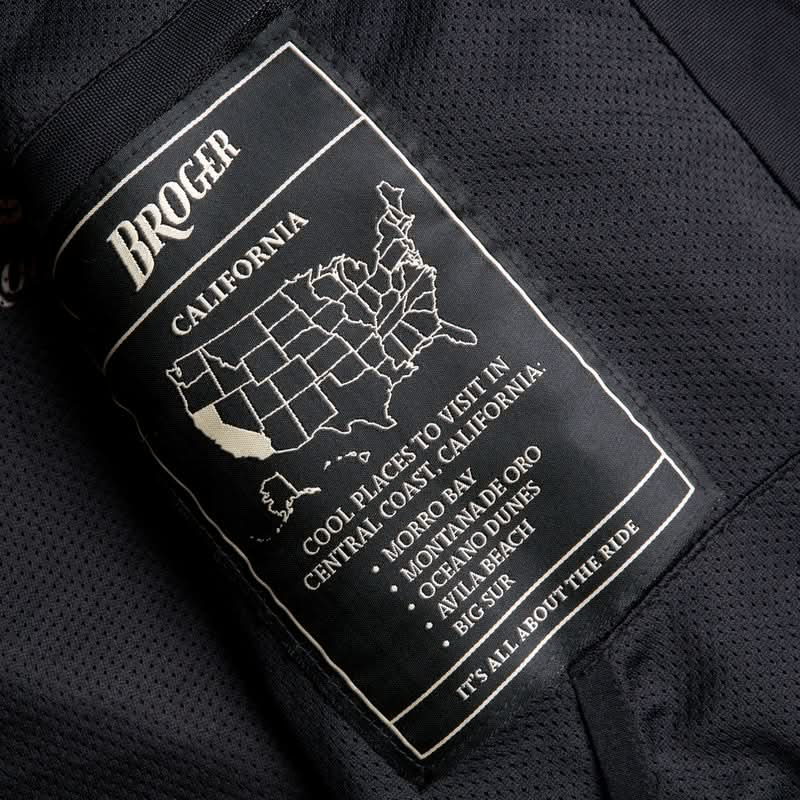 BROGER
CALIFORNIA
COOL PLACES TO VISIT IN
CENTRAL COAST, CALIFORNIA.
• MORRO BAY
• MONTANA DE ORO
• OCEANO DUNES
• AVILA BEACH
• BIG SUR
IT'S ALL ABOUT THE RIDE